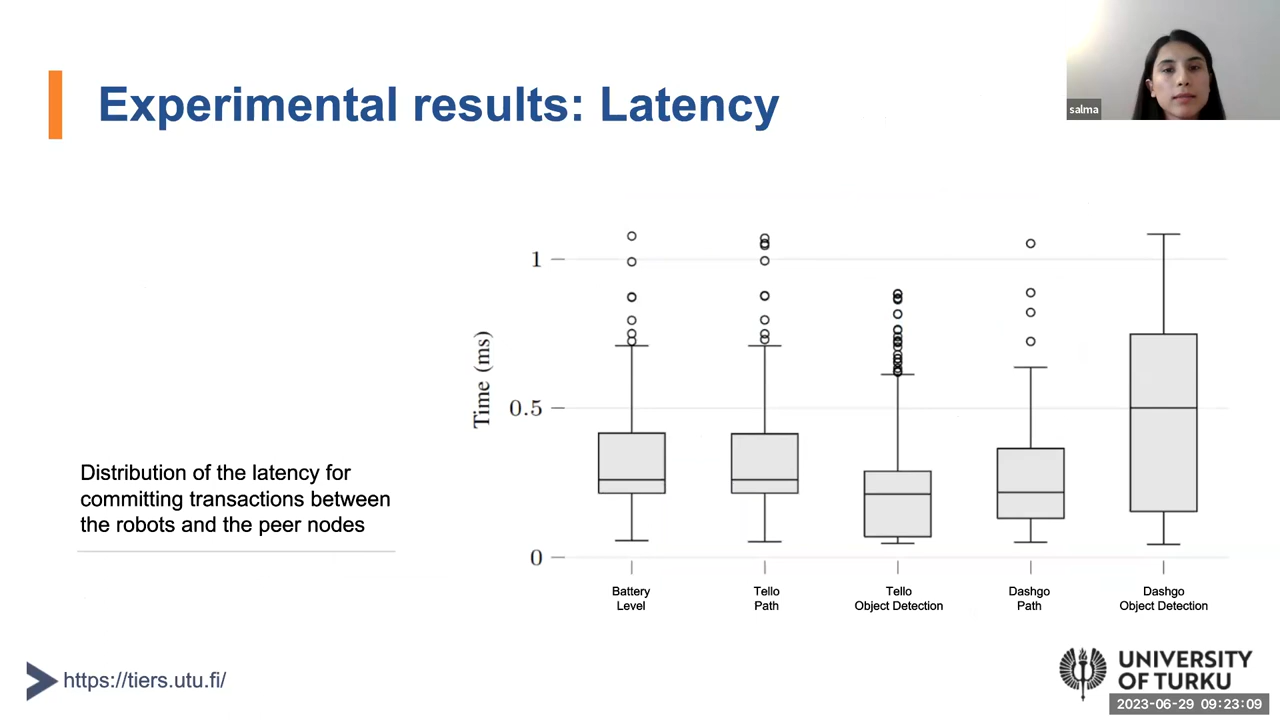 Experimental results: Latency
salma
1
0.5
0
Time (ms)
Distribution of the latency for
committing transactions between
the robots and the peer nodes
Battery
Level
Tello
Path
Tello
Object Detection
Dashgo
Path
Dashgo
Object Detection
https://tiers.utu.fi/
UNIVERSITY
OF TURKU
2023-06-29 09:23:09